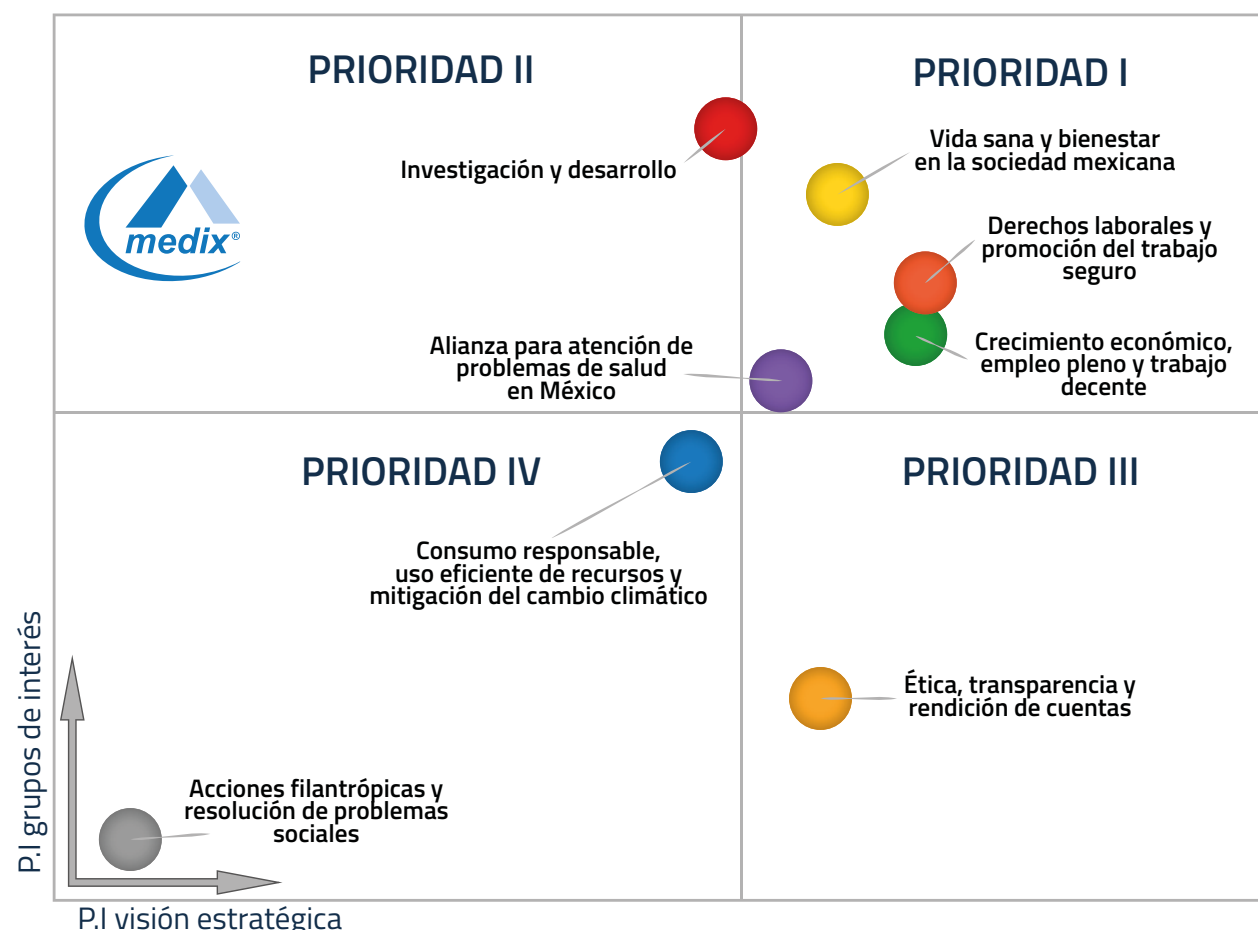 PRIORIDAD II
PRIORIDAD I
Investigación y desarrollo
Vida sana y bienestar
en la sociedad mexicana
medix®
Derechos laborales y
promoción del trabajo
seguro
Alianza para atención de
problemas de salud
en México
Crecimiento económico,
empleo pleno y trabajo
decente
PRIORIDAD IV
PRIORIDAD III
Consumo responsable,
uso eficiente de recursos y
mitigación del cambio climático
Ética, transparencia y
rendición de cuentas
Acciones filantrópicas y
resolución de problemas
sociales
P.I grupos de interés
P.I visión estratégica